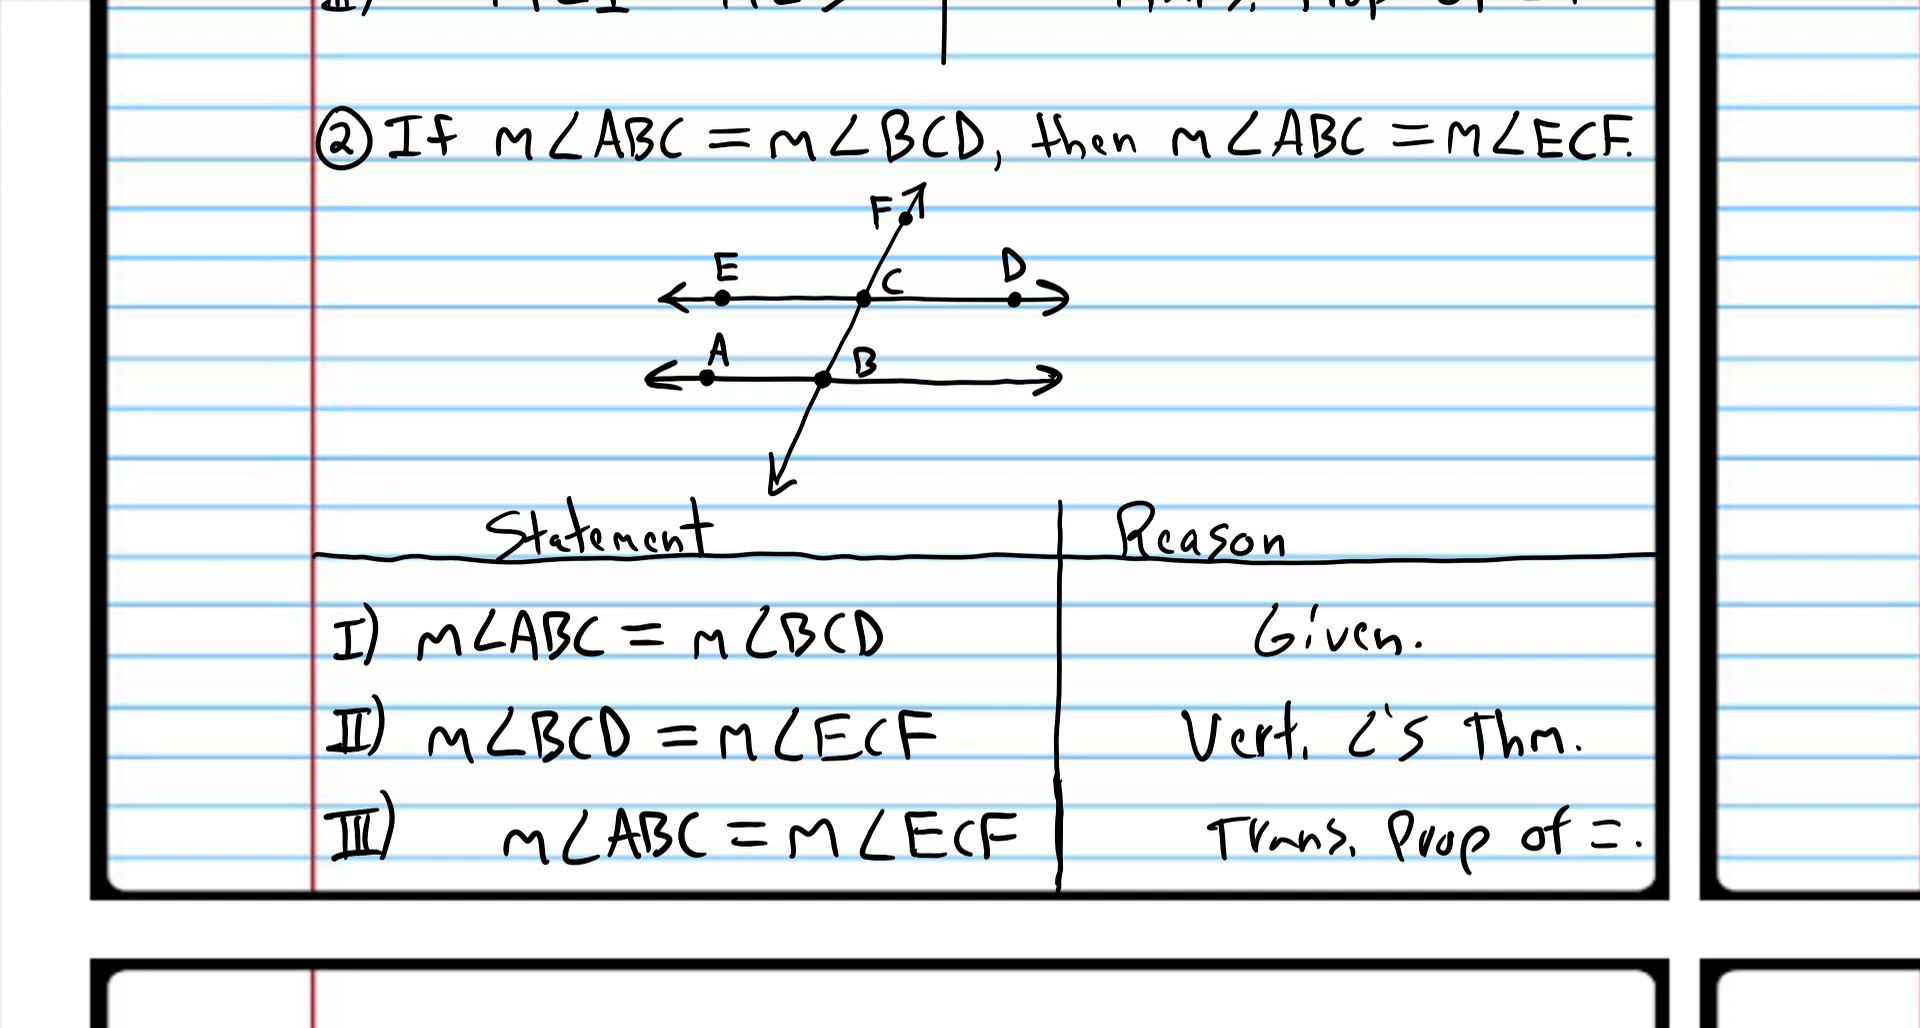 ② If m∠ABC = m∠BCD, then m∠ABC = m∠ECF.
F
E C D
A B
Statement Reason
I) m∠ABC = m∠BCD Given.
II) m∠BCD = m∠ECF Vert. ∠'s Thm.
III) m∠ABC = m∠ECF Trans. Prop of =.